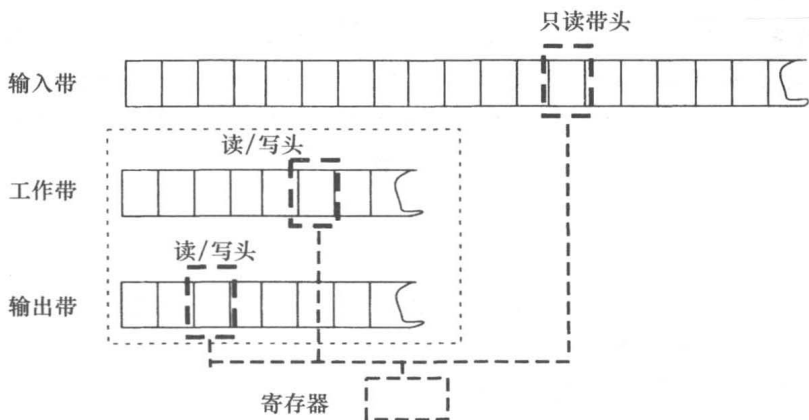 只读带头
输入带
读/写头
工作带
读/写头
输出带
寄存器